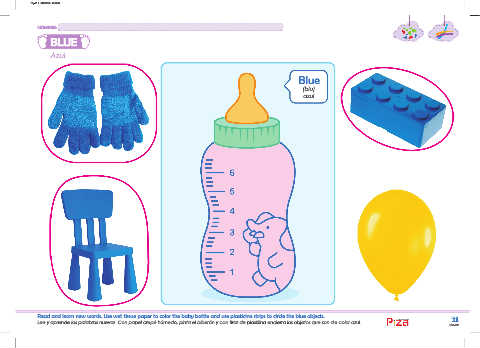 BLUE
Azul
Blue
(blu)
azul
6
5
4
3
2
1
Read and learn new words. Use wet tissue paper to color the baby bottle and use plasticine strips to circle the blue objects.
Lee y aprende las palabras nuevas. Con papel crepé húmedo, pinta el biberón y con tiras de plastilina encierra los objetos que son de color azul.